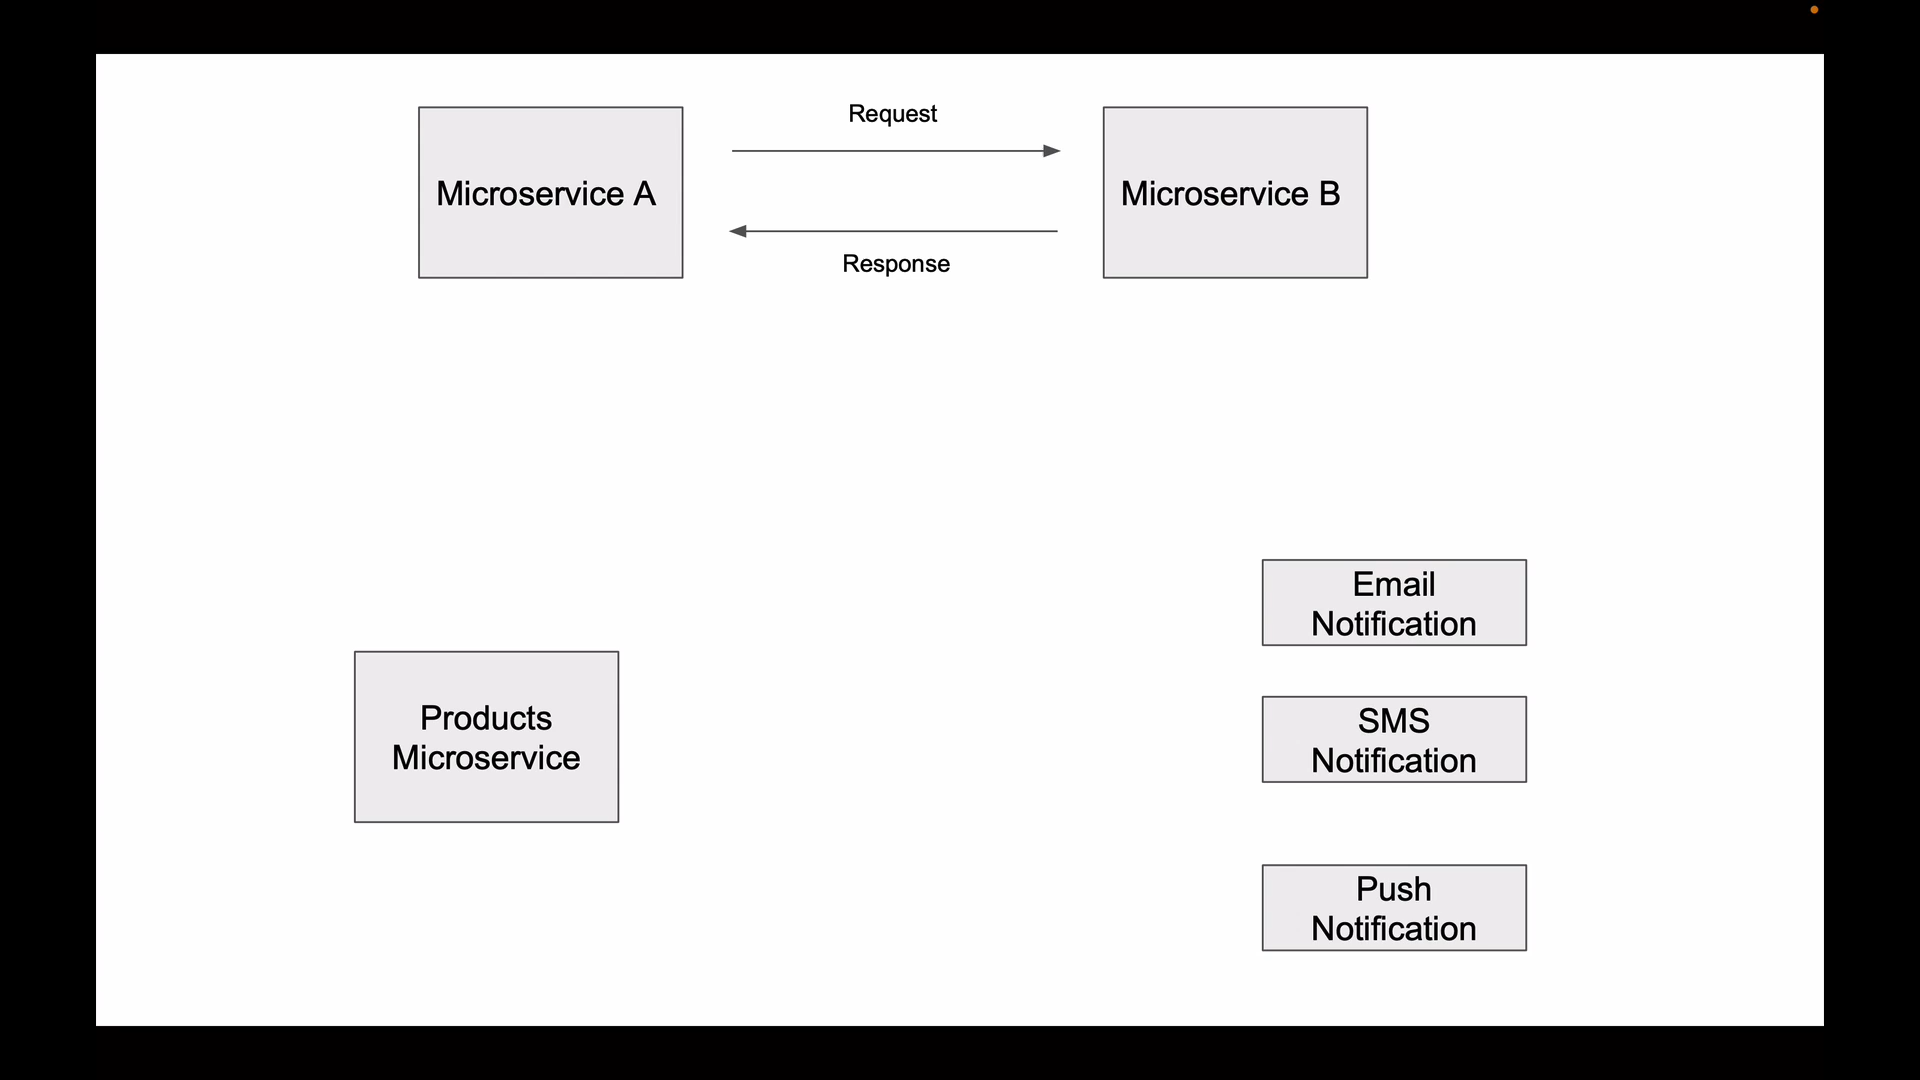 Request
Microservice A
Microservice B
Response
Email
Notification
Products
Microservice
SMS
Notification
Push
Notification